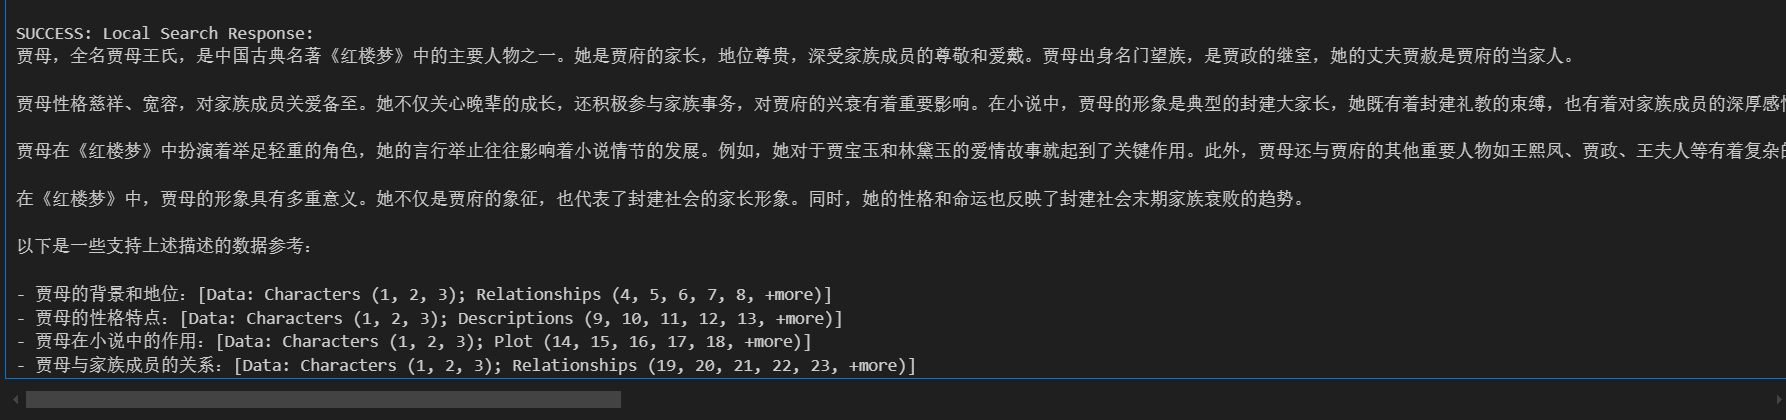 SUCCESS: Local Search Response:
贾母，全名贾母王氏，是中国古典名著《红楼梦》中的主要人物之一。她是贾府的家长，地位尊贵，深受家族成员的尊敬和爱戴。贾母出身名门望族，是贾政的继室，她的丈夫贾赦是贾府的当家人。
贾母性格慈祥、宽容，对家族成员关爱备至。她不仅关心晚辈的成长，还积极参与家族事务，对贾府的兴衰有着重要影响。在小说中，贾母的形象是典型的封建大家长，她既有着封建礼教的束缚，也有着对家族成员的深厚感
贾母在《红楼梦》中扮演着举足轻重的角色，她的言行举止往往影响着小说情节的发展。例如，她对于贾宝玉和林黛玉的爱情故事就起到了关键作用。此外，贾母还与贾府的其他重要人物如王熙凤、贾政、王夫人等有着复杂
在《红楼梦》中，贾母的形象具有多重意义。她不仅是贾府的象征，也代表了封建社会的家长形象。同时，她的性格和命运也反映了封建社会末期家族衰败的趋势。
以下是一些支持上述描述的数据参考：
- 贾母的背景和地位：[Data: Characters (1, 2, 3); Relationships (4, 5, 6, 7, 8, +more)]
- 贾母的性格特点：[Data: Characters (1, 2, 3); Descriptions (9, 10, 11, 12, 13, +more)]
- 贾母在小说中的作用：[Data: Characters (1, 2, 3); Plot (14, 15, 16, 17, 18, +more)]
- 贾母与家族成员的关系：[Data: Characters (1, 2, 3); Relationships (19, 20, 21, 22, 23, +more)]